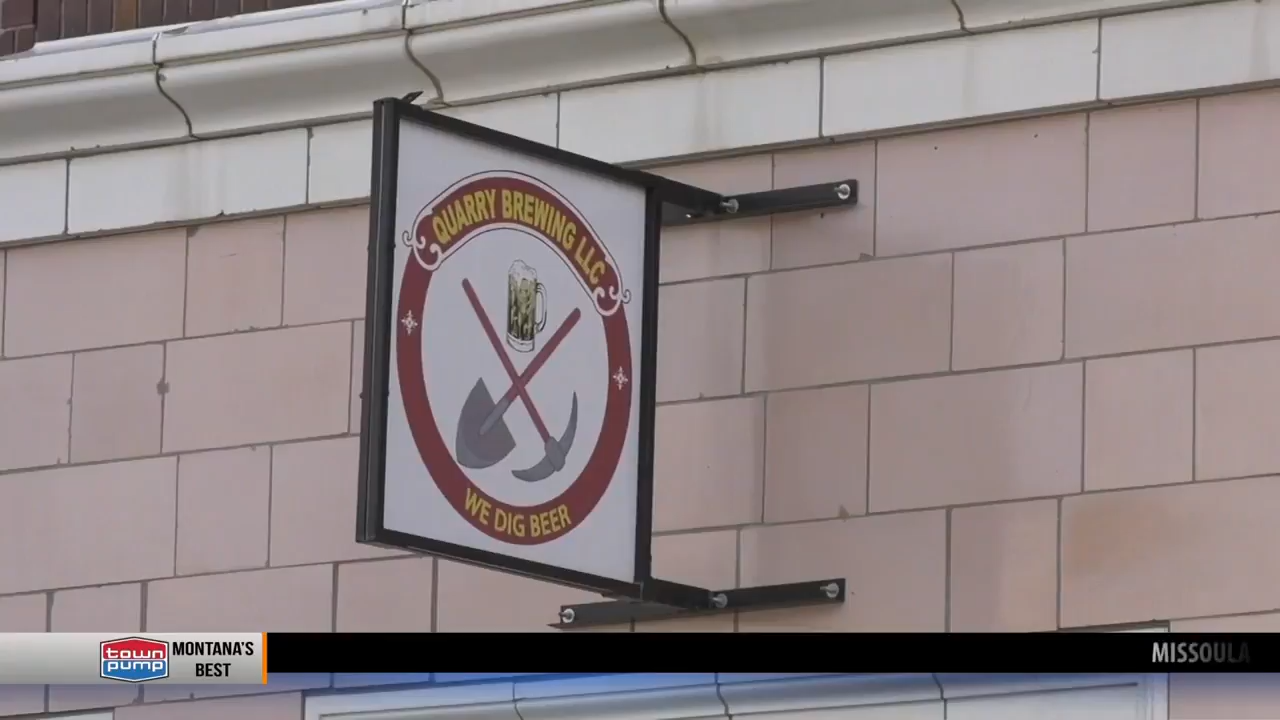 QUARRY BREWING LLC
WE DIG BEER
town
pump
MONTANA'S
BEST
MISSOULA